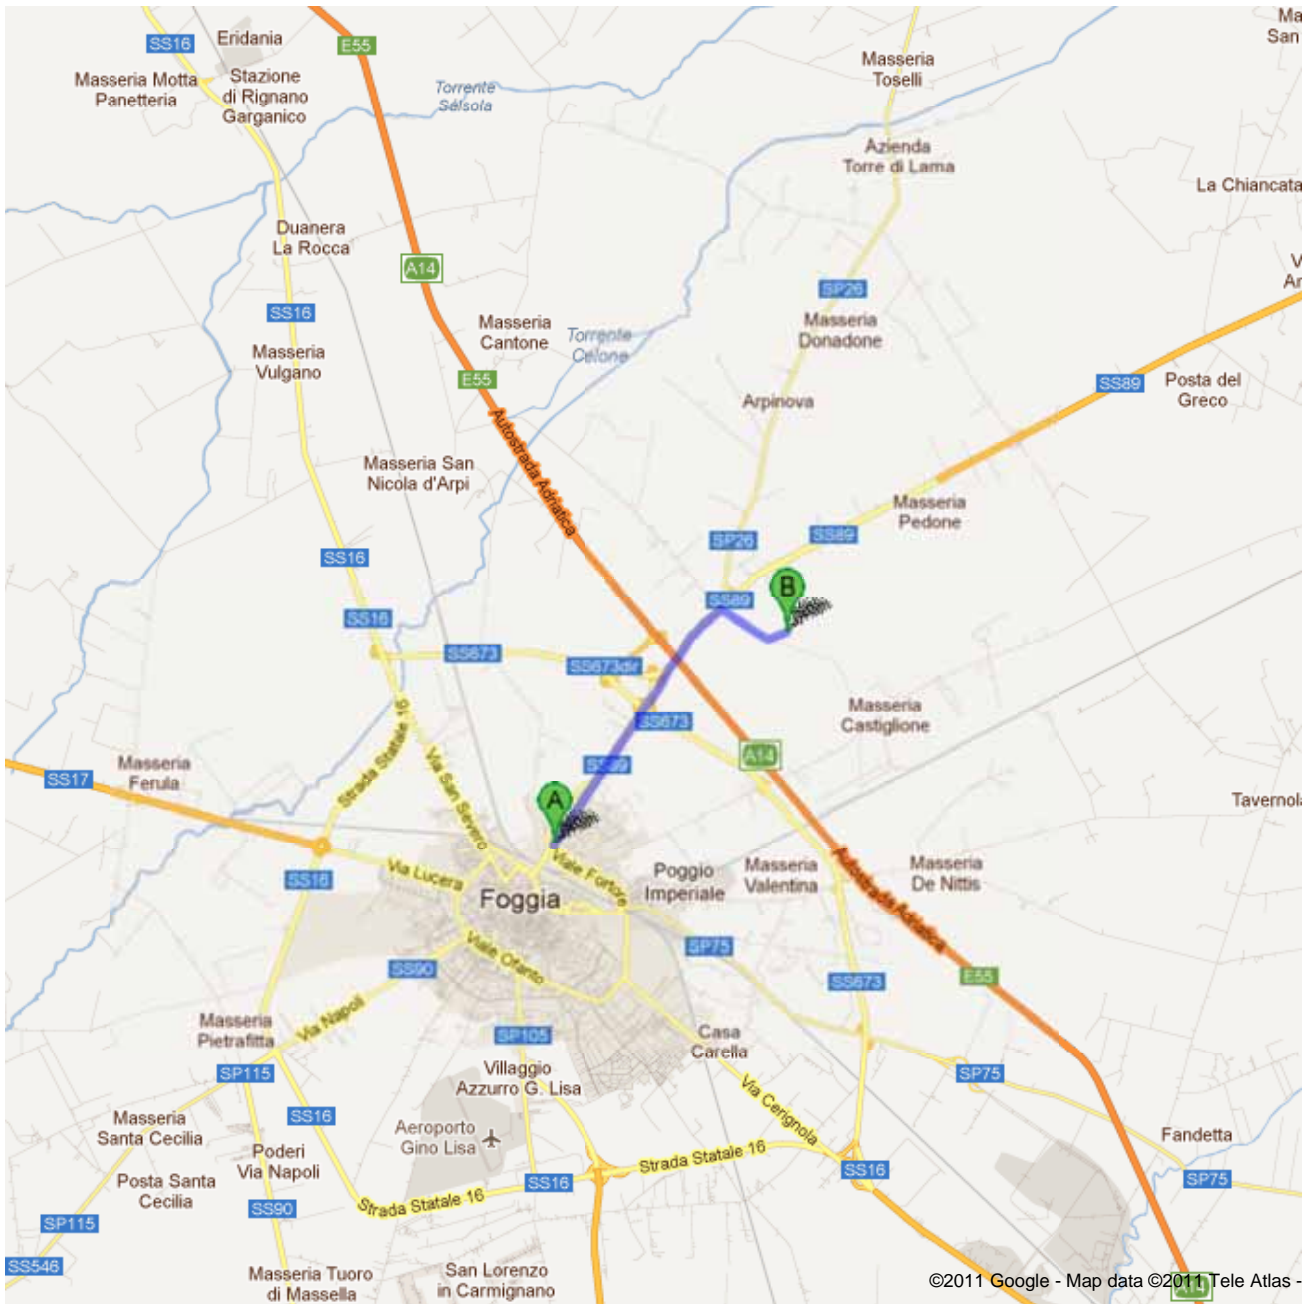 Ma
San
SS16
Eridania
E55
Masseria Motta
Panetteria
Stazione
di Rignano
Garganico
Torrente
Salsola
Masseria
Toselli
Azienda
Torre di Lama
La Chiancata
Duanera
La Rocca
A14
V
Ar
SP26
SS16
Masseria
Cantone
Torrente
Celone
Masseria
Donadone
Masseria
Vulgano
E55
SS89
Posta del
Greco
Arpinova
Autostrada Adriatica
Masseria San
Nicola d'Arpi
Masseria
Pedone
SP26
SS89
SS16
B
SS89
SS16
SS673
SS673dir
SS673
Masseria
Castiglione
Strada Statale 16
Via San Severo
A14
SS89
SS17
Masseria
Ferula
A
Tavernola
Autostrada Adriatica
SS16
Via Lucera
Viale Fortore
Foggia
Poggio
Imperiale
Masseria
Valentina
Masseria
De Nittis
SP75
Viale Ofanto
SS90
E55
SS673
Masseria
Pietrafitta
Via Napoli
SP105
Casa
Carella
SP115
Villaggio
Azzurro G. Lisa
SP75
Via Cerignola
SS16
Masseria
Santa Cecilia
Aeroporto
Gino Lisa
Fandetta
Poderi
Via Napoli
Strada Statale 16
SS16
SP75
Posta Santa
Cecilia
SS16
Strada Statale 16
SS90
SP115
SS546
Masseria Tuoro
di Massella
San Lorenzo
in Carmignano
©2011 Google - Map data ©2011 Tele Atlas -
A14